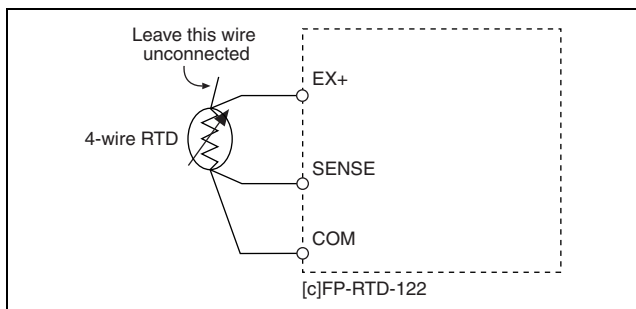 Leave this wire
unconnected
EX+
4-wire RTD
SENSE
COM
[c]FP-RTD-122